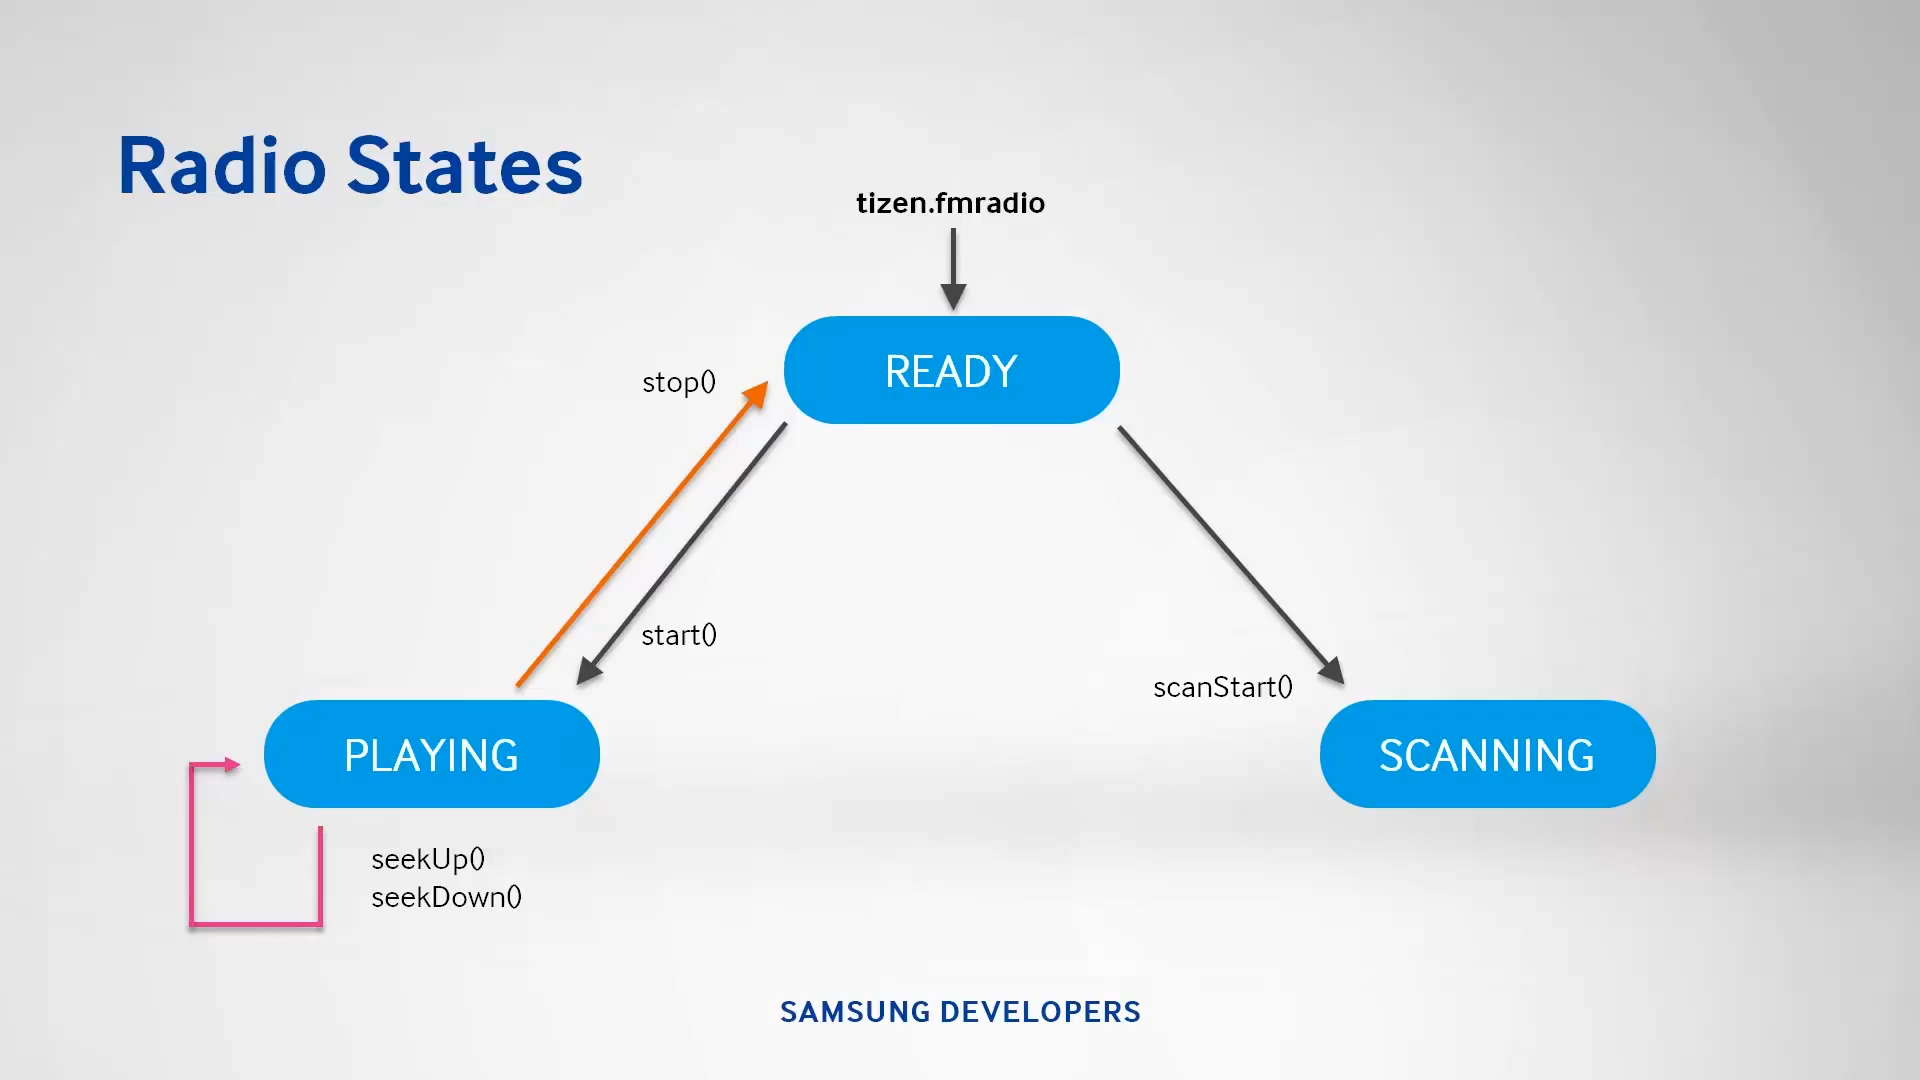 Radio States
tizen.fmradio
READY
stop()
start()
scanStart()
PLAYING
SCANNING
seekUp()
seekDown()
SAMSUNG DEVELOPERS